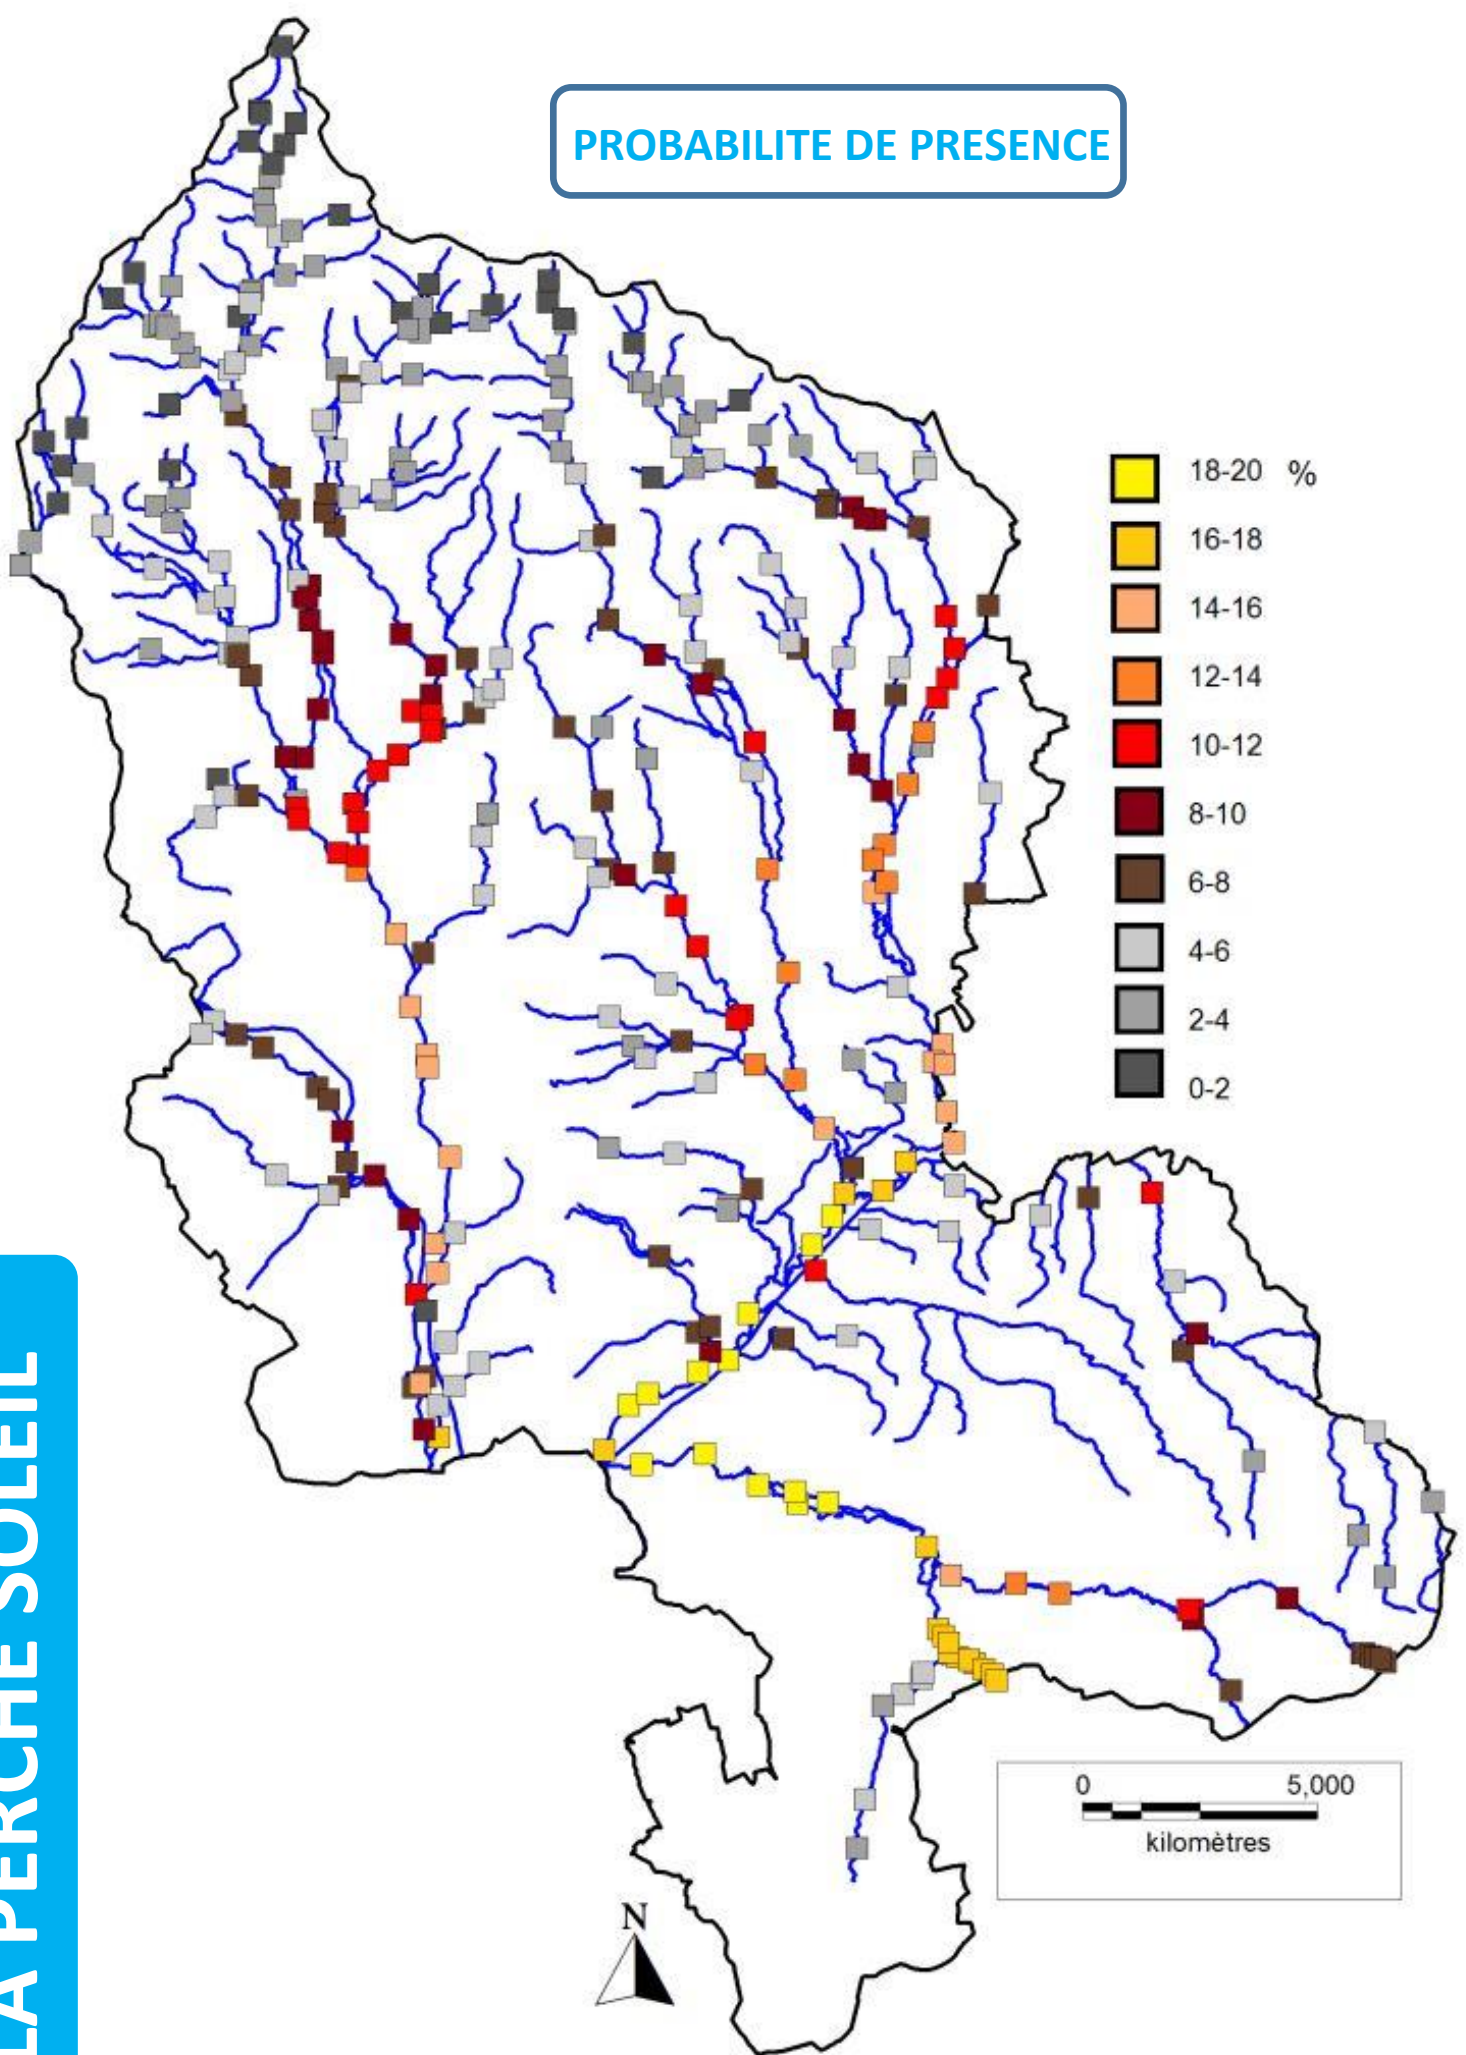 PROBABILITE DE PRESENCE
18-20 %
16-18
14-16
12-14
10-12
8-10
6-8
4-6
2-4
0-2
0 5,000
kilomètres
N
LA PERCHE SOLEIL